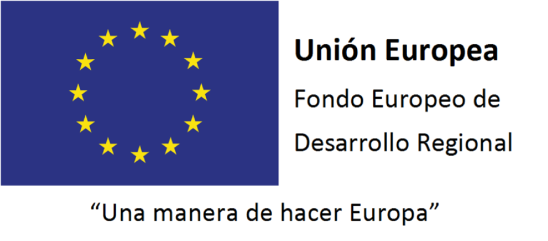 Unión Europea
Fondo Europeo de
Desarrollo Regional
“Una manera de hacer Europa”